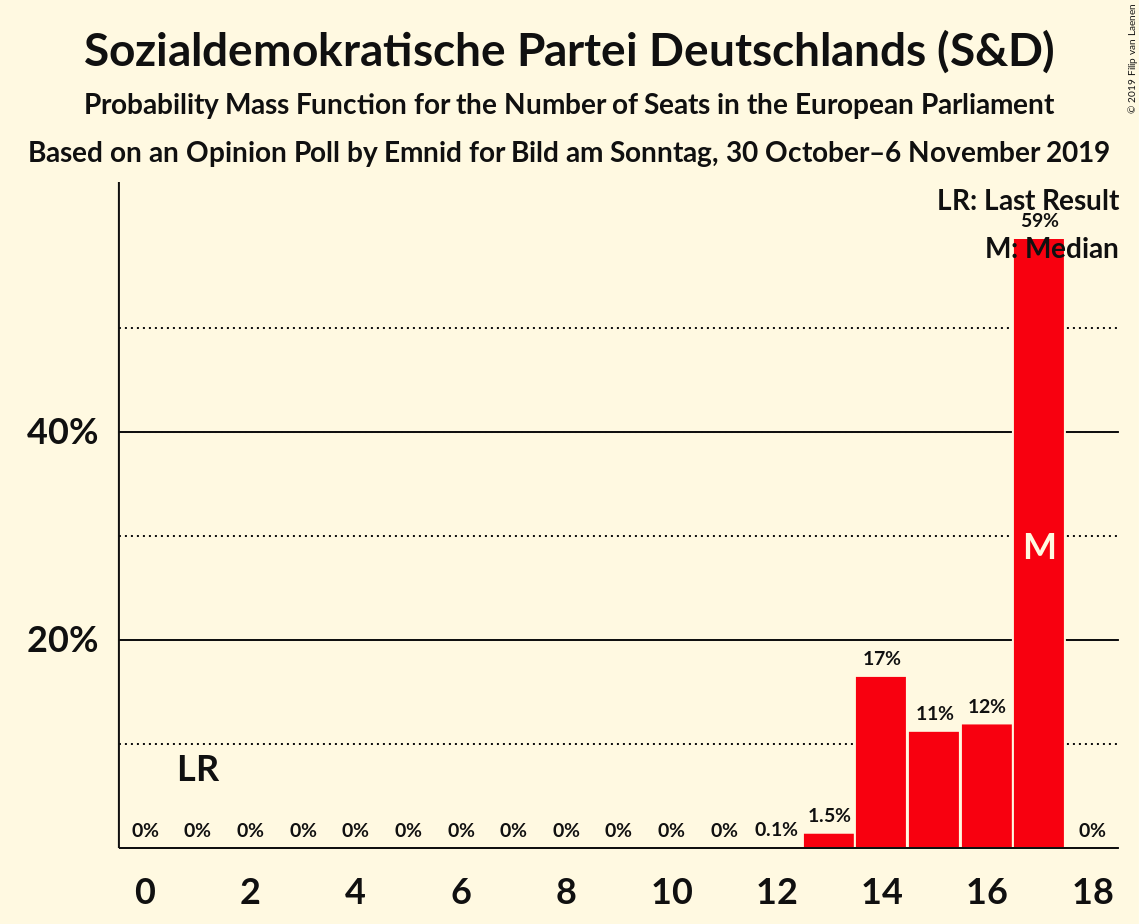 Sozialdemokratische Partei Deutschlands (S&D)
Probability Mass Function for the Number of Seats in the European Parliament
Based on an Opinion Poll by Emnid for Bild am Sonntag, 30 October–6 November 2019
© 2019 Filip van Laenen
LR: Last Result
59%
M: Median
40%
M
20%
17%
11%
12%
LR
0% 0% 0% 0% 0% 0% 0% 0% 0% 0% 0% 0% 0.1% 1.5% 0%
0 2 4 6 8 10 12 14 16 18